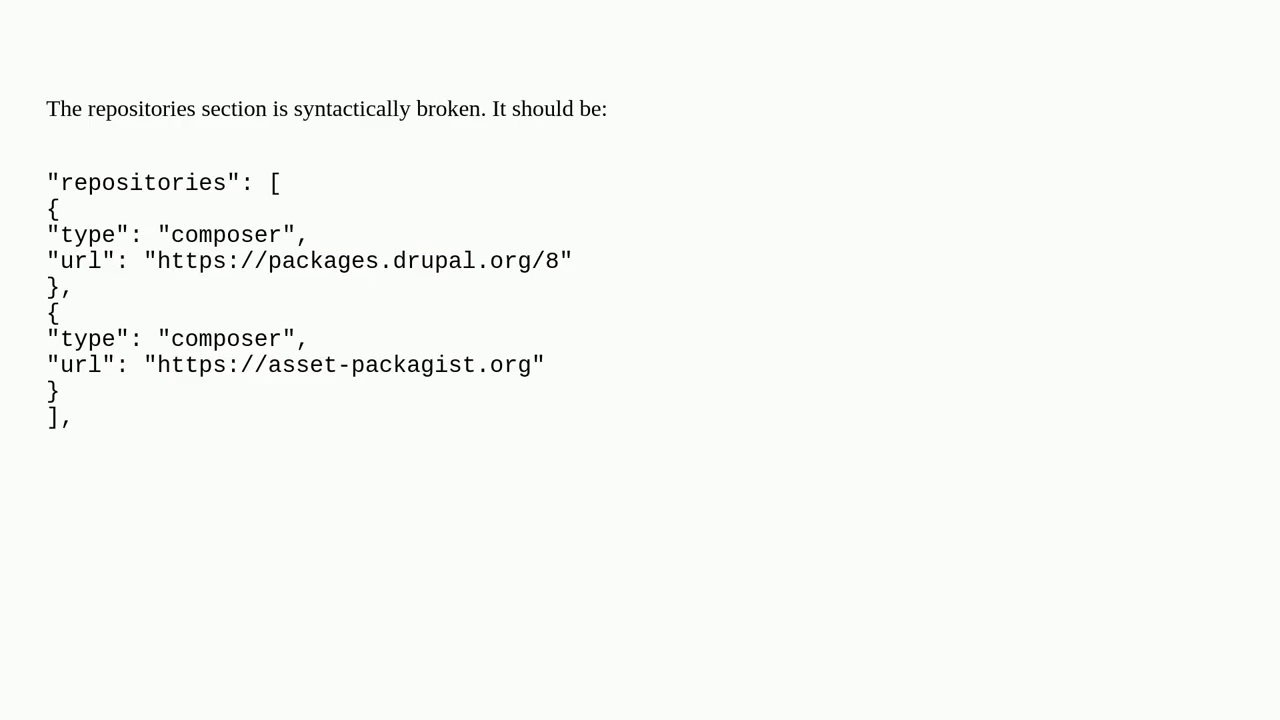 The repositories section is syntactically broken. It should be:
"repositories": [
{
"type": "composer",
"url": "https://packages.drupal.org/8"
},
{
"type": "composer",
"url": "https://asset-packagist.org"
}
],